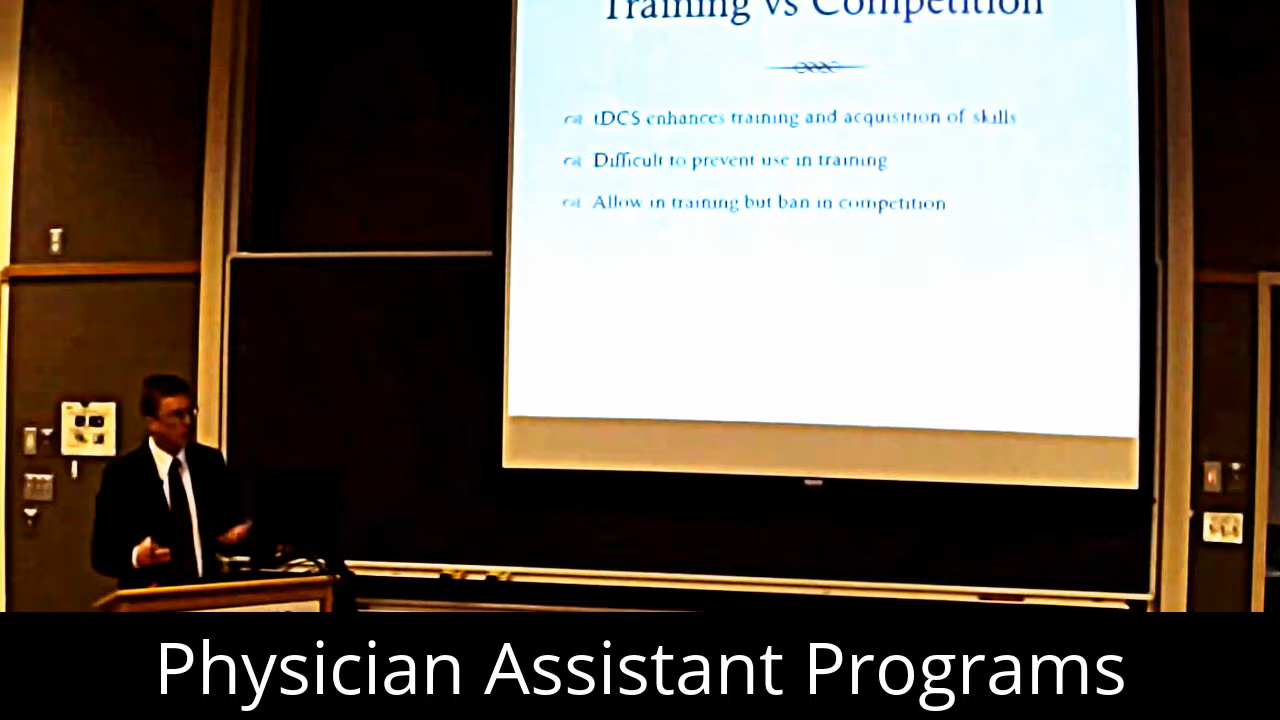 Training vs Competition
tDCS enhances training and acquisition of skills
Difficult to prevent use in training
Allow in training but ban in competition
Physician Assistant Programs